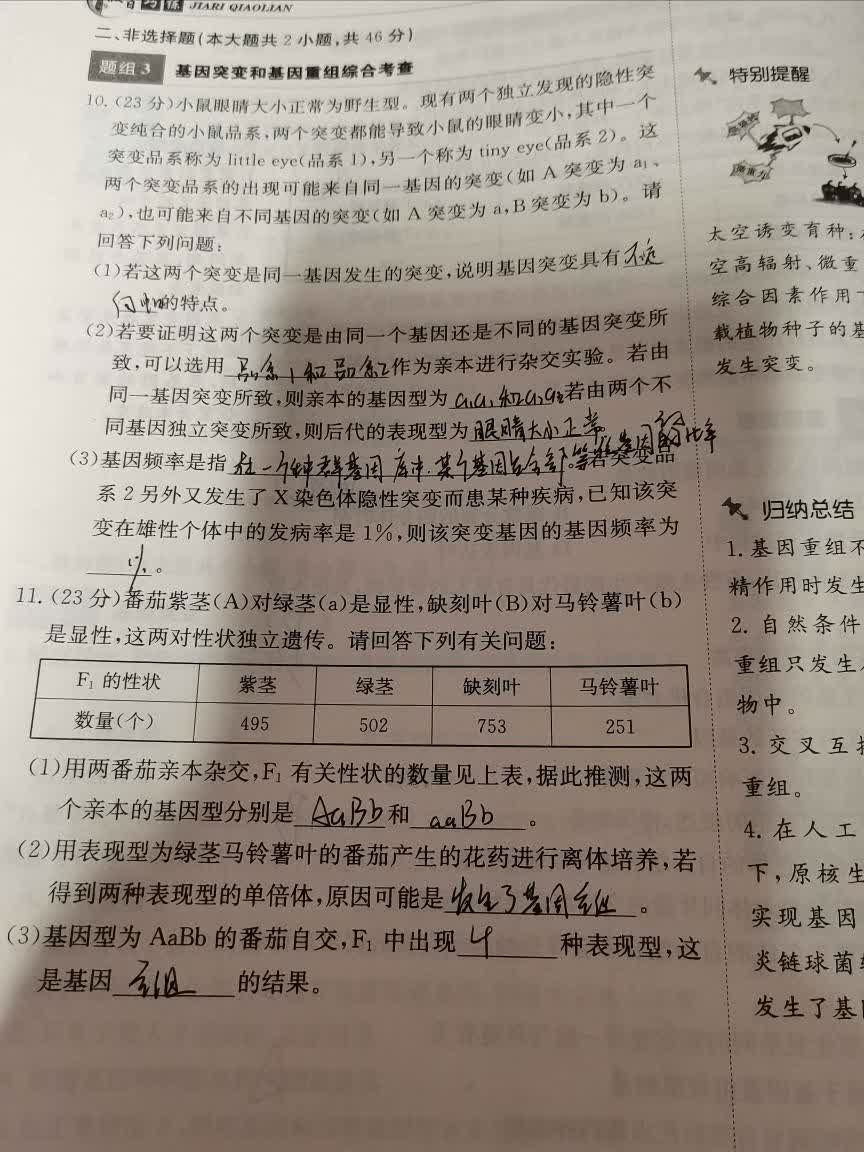 JIARI QIAOLIAN
二、非选择题(本大题共 2 小题,共 46 分)
题组 3 基因突变和基因重组综合考查
10.(23 分)小鼠眼睛大小正常为野生型。现有两个独立发现的隐性突
变纯合的小鼠品系,两个突变都能导致小鼠的眼睛变小,其中一个
突变品系称为 little eye(品系 1),另一个称为 tiny eye(品系 2)。这
两个突变品系的出现可能来自同一基因的突变(如 A 突变为 a₁、
a₂),也可能来自不同基因的突变(如 A 突变为 a,B 突变为 b)。请
回答下列问题:
(1)若这两个突变是同一基因发生的突变,说明基因突变具有 不定
向性的特点。
(2)若要证明这两个突变是由同一个基因还是不同的基因突变所
致,可以选用 品系1和品系2作为亲本进行杂交实验。若由
同一基因突变所致,则亲本的基因型为 a₁a₁和a₂a₂若由两个不
同基因独立突变所致,则后代的表现型为 眼睛大小正常。
(3)基因频率是指 在一个种群基因库中,某个基因占全部等位基因的比率。若突变品
系 2 另外又发生了 X 染色体隐性突变而患某种疾病,已知该突
变在雄性个体中的发病率是 1%,则该突变基因的基因频率为
1%。
11.(23 分)番茄紫茎(A)对绿茎(a)是显性,缺刻叶(B)对马铃薯叶(b)
是显性,这两对性状独立遗传。请回答下列有关问题:
F₁ 的性状 紫茎 绿茎 缺刻叶 马铃薯叶
数量(个) 495 502 753 251
(1)用两番茄亲本杂交,F₁ 有关性状的数量见上表,据此推测,这两
个亲本的基因型分别是 AaBb 和 aaBb 。
(2)用表现型为绿茎马铃薯叶的番茄产生的花药进行离体培养,若
得到两种表现型的单倍体,原因可能是 发生了基因重组 。
(3)基因型为 AaBb 的番茄自交,F₁ 中出现 4 种表现型,这
是基因 重组 的结果。
特别提醒
太空诱变育种:
空高辐射、微重
综合因素作用
载植物种子的基
发生突变。
归纳总结
1. 基因重组不
精作用时发生
2. 自然条件
重组只发生
物中。
3. 交叉互换
重组。
4. 在人工
下,原核生
实现基因
炎链球菌
发生了基